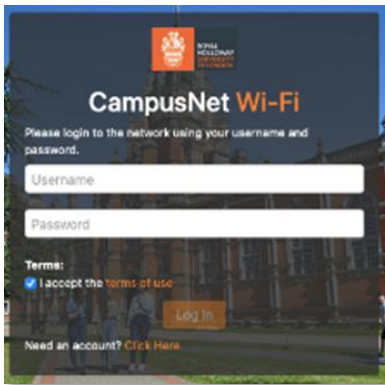 ROYAL
HOLLOWAY
UNIVERSITY
OF LONDON
CampusNet Wi-Fi
Please login to the network using your username and
password.
Username
Password
Terms:
I accept the terms of use
Log In
Need an account? Click Here